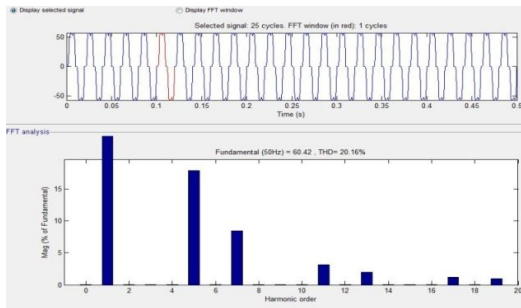 Display selected signal Display FFT window
Selected signal: 25 cycles. FFT window (in red): 1 cycles
50
0
-50
0 0.05 0.1 0.15 0.2 0.25 0.3 0.35 0.4 0.45 0.5
Time (s)
FFT analysis
Fundamental (50Hz) = 60.42 , THD= 20.16%
15
10
5
0
Mag (% of Fundamental)
0 2 4 6 8 10 12 14 16 18 20
Harmonic order